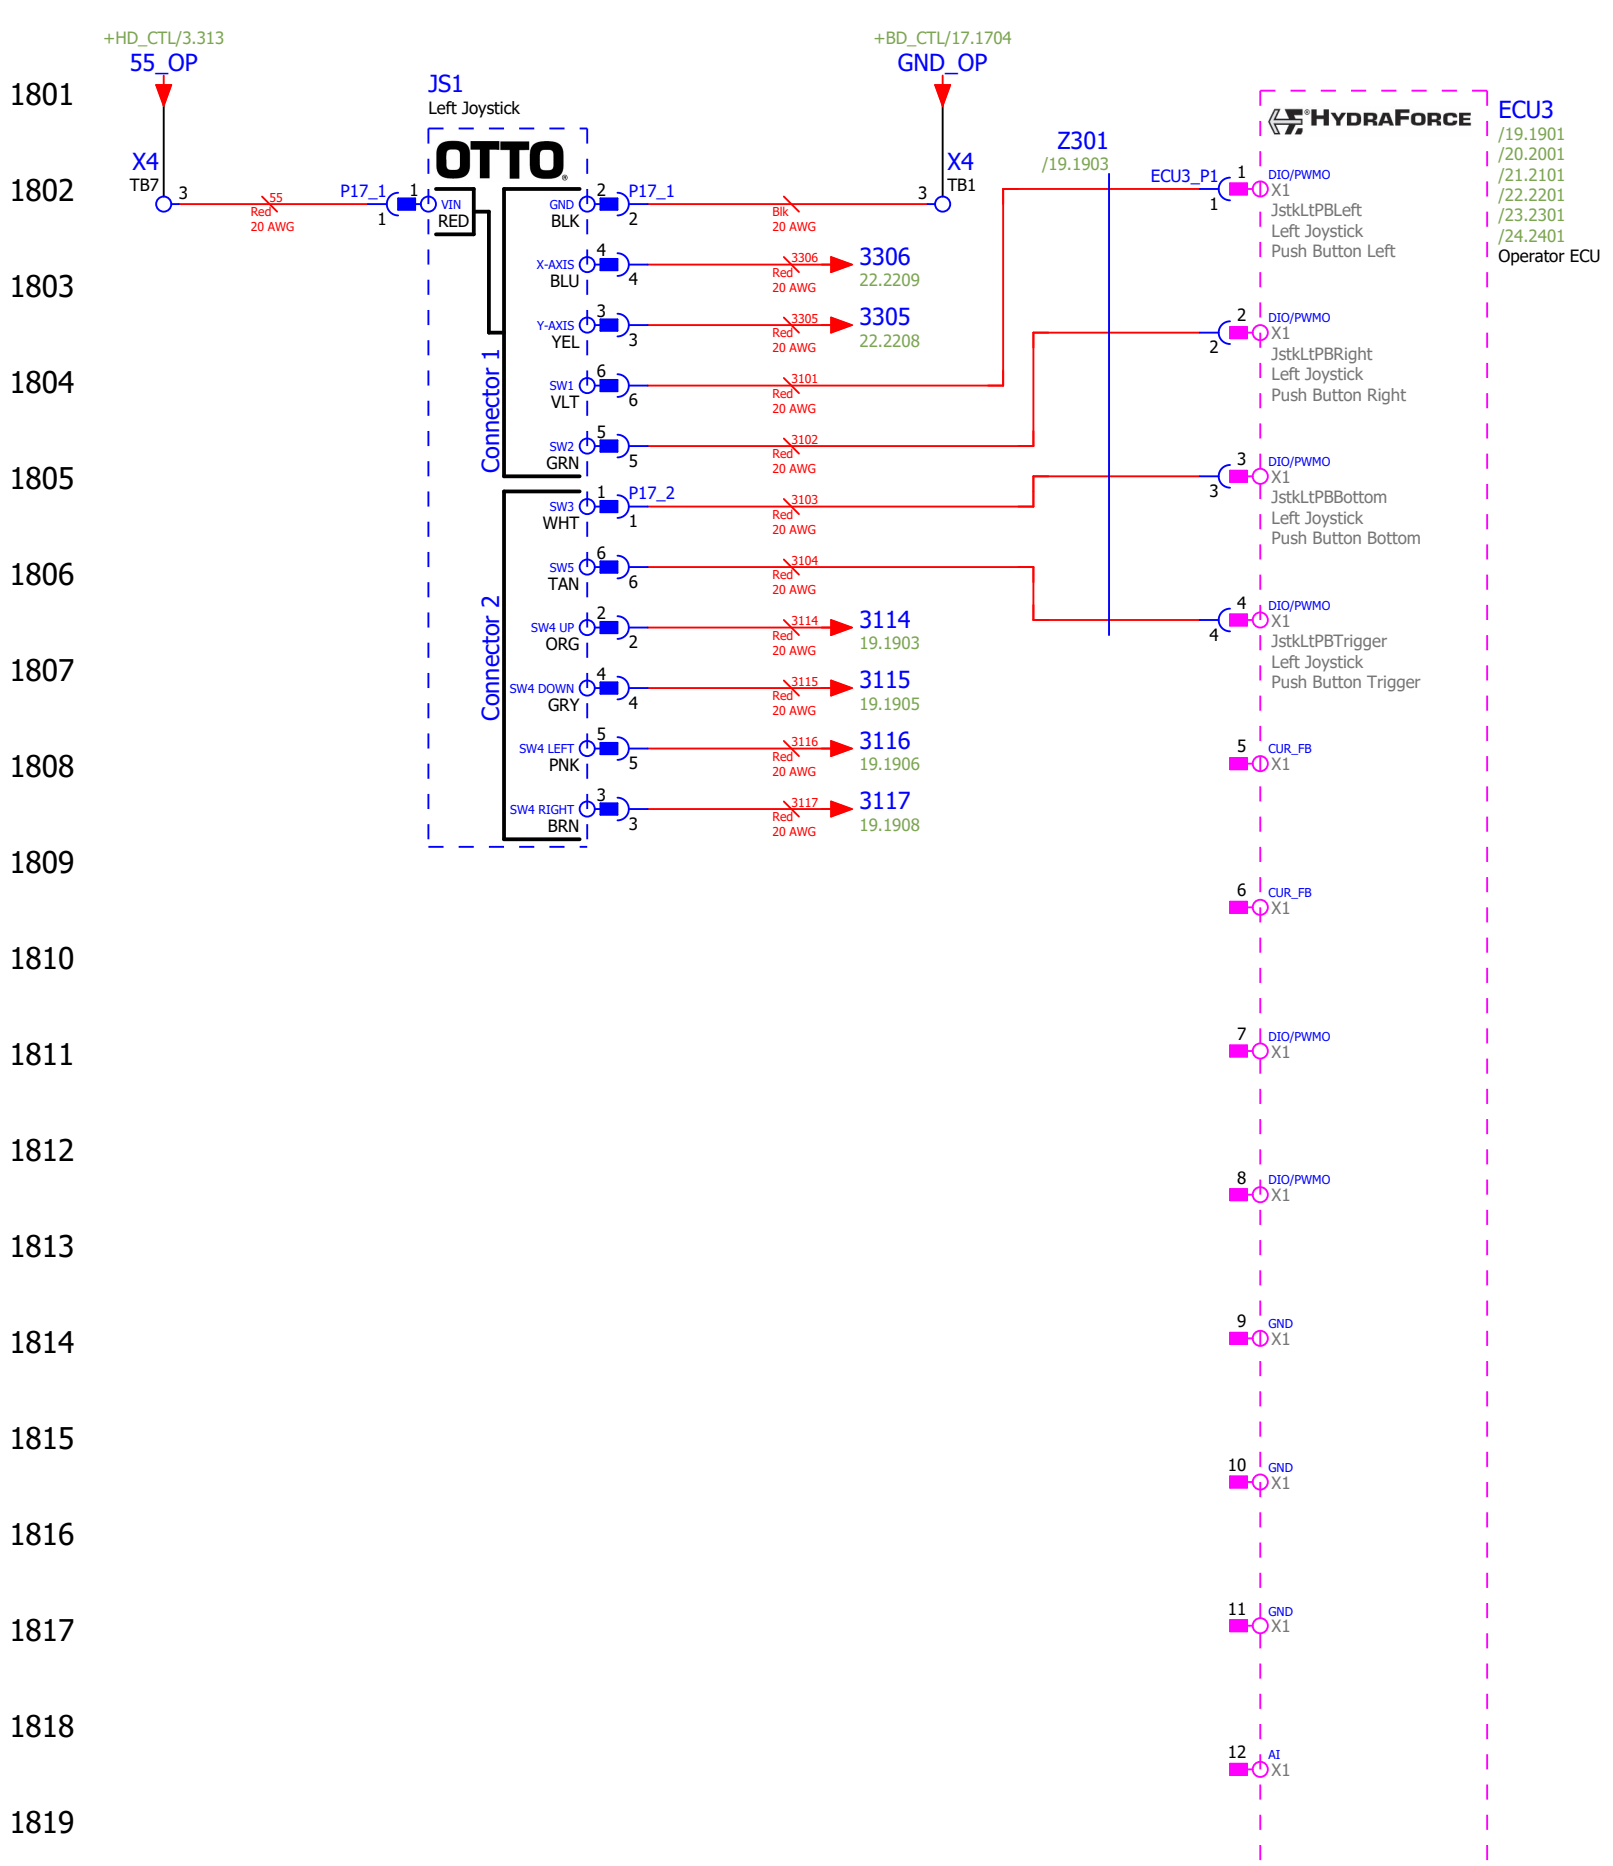 +HD_CTL/3.313
55_OP
+BD_CTL/17.1704
GND_OP
1801
1802
1803
1804
1805
1806
1807
1808
1809
1810
1811
1812
1813
1814
1815
1816
1817
1818
1819
X4
TB7
3
55
Red
20 AWG
P17_1
1
1
JS1
Left Joystick
OTTO
VIN
RED
Connector 1
GND
BLK
2
P17_1
2
Blk
20 AWG
3
X4
TB1
X-AXIS
BLU
4
4
3306
Red
20 AWG
3306
22.2209
Y-AXIS
YEL
3
3
3305
Red
20 AWG
3305
22.2208
SW1
VLT
6
6
3101
Red
20 AWG
SW2
GRN
5
5
3102
Red
20 AWG
Connector 2
SW3
WHT
1
P17_2
1
3103
Red
20 AWG
SW5
TAN
6
6
3104
Red
20 AWG
SW4 UP
ORG
2
2
3114
Red
20 AWG
3114
19.1903
SW4 DOWN
GRY
4
4
3115
Red
20 AWG
3115
19.1905
SW4 LEFT
PNK
5
5
3116
Red
20 AWG
3116
19.1906
SW4 RIGHT
BRN
3
3
3117
Red
20 AWG
3117
19.1908
Z301
/19.1903
HYDRAFORCE
ECU3
/19.1901
/20.2001
/21.2101
/22.2201
/23.2301
/24.2401
Operator ECU
ECU3_P1
1
1
DIO/PWMO
X1
JstkLtPBLeft
Left Joystick
Push Button Left
2
2
DIO/PWMO
X1
JstkLtPBRight
Left Joystick
Push Button Right
3
3
DIO/PWMO
X1
JstkLtPBBottom
Left Joystick
Push Button Bottom
4
4
DIO/PWMO
X1
JstkLtPBTrigger
Left Joystick
Push Button Trigger
5
CUR_FB
X1
6
CUR_FB
X1
7
DIO/PWMO
X1
8
DIO/PWMO
X1
9
GND
X1
10
GND
X1
11
GND
X1
12
AI
X1